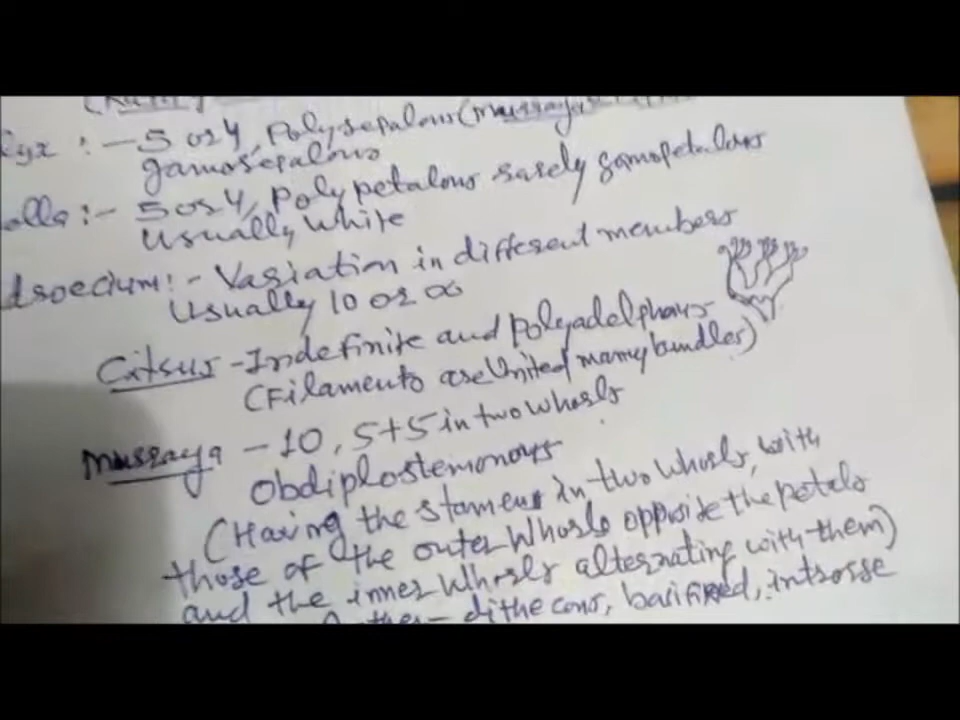 lyx :- 5 or 4, Polysepalous (Murraya
gamosepalous
olla :- 5 or 4, Polypetalous rarely gamopetalous
Usually White
droecium :- Variation in different members
Usually 10 or ∞
Citrus - Indefinite and Polyadelphous
(Filaments are United many bundles)
Murraya - 10, 5+5 in two whorls
Obdiplostemonous
(Having the stamens in two whorls, with
those of the outer whorls opposite the petals
and the inner whorls alternating with them)
dithecous, basifixed, introrse